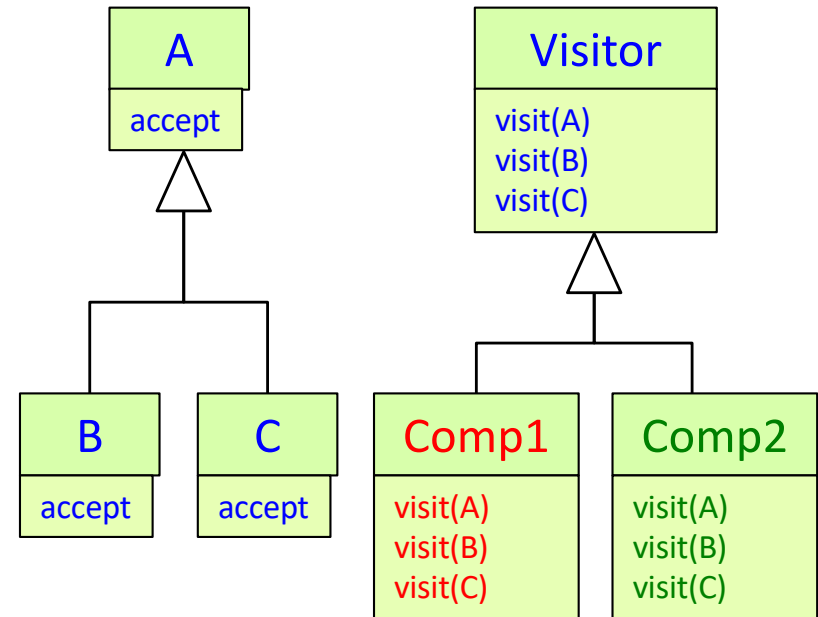 A
accept
Visitor
visit(A)
visit(B)
visit(C)
B
accept
C
accept
Comp1
visit(A)
visit(B)
visit(C)
Comp2
visit(A)
visit(B)
visit(C)